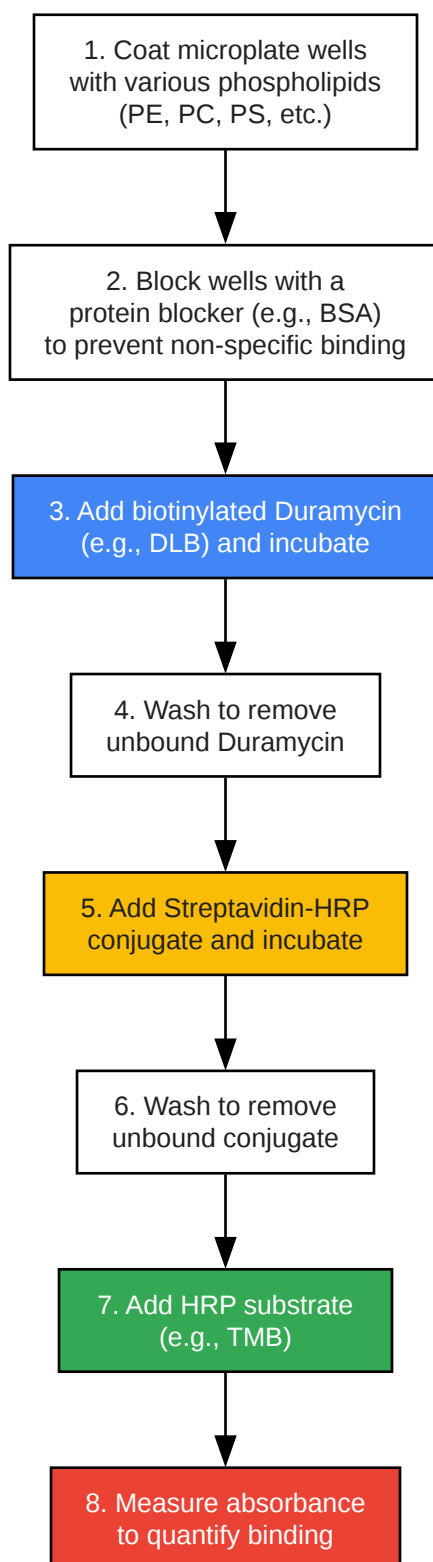 1. Coat microplate wells
with various phospholipids
(PE, PC, PS, etc.)
2. Block wells with a
protein blocker (e.g., BSA)
to prevent non-specific binding
3. Add biotinylated Duramycin
(e.g., DLB) and incubate
4. Wash to remove
unbound Duramycin
5. Add Streptavidin-HRP
conjugate and incubate
6. Wash to remove
unbound conjugate
7. Add HRP substrate
(e.g., TMB)
8. Measure absorbance
to quantify binding